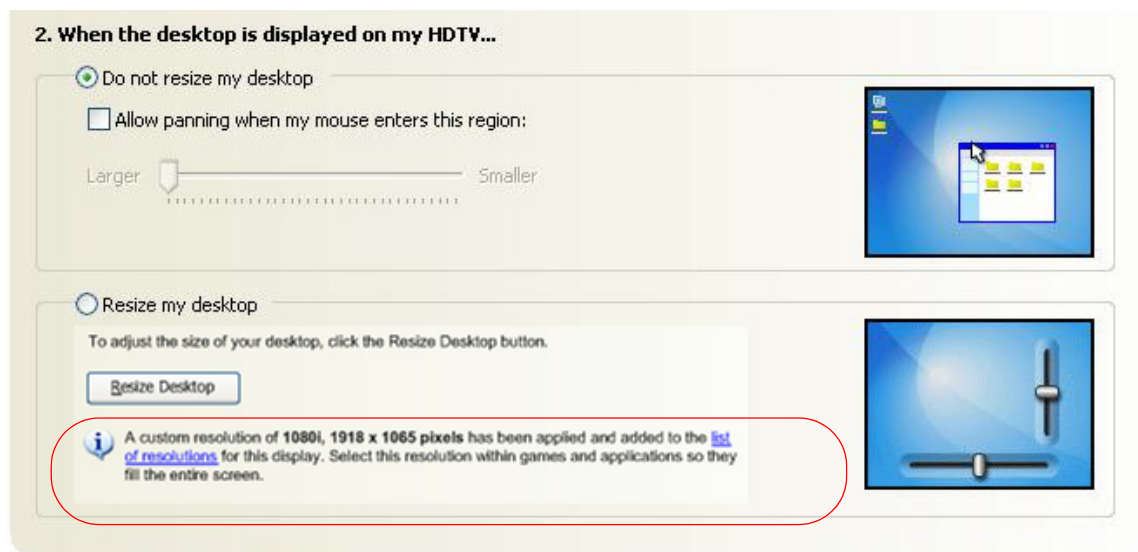 2. When the desktop is displayed on my HDTV...
Do not resize my desktop
Allow panning when my mouse enters this region:
Larger Smaller
Resize my desktop
To adjust the size of your desktop, click the Resize Desktop button.
Resize Desktop
A custom resolution of 1080i, 1918 x 1065 pixels has been applied and added to the list
of resolutions for this display. Select this resolution within games and applications so they
fill the entire screen.